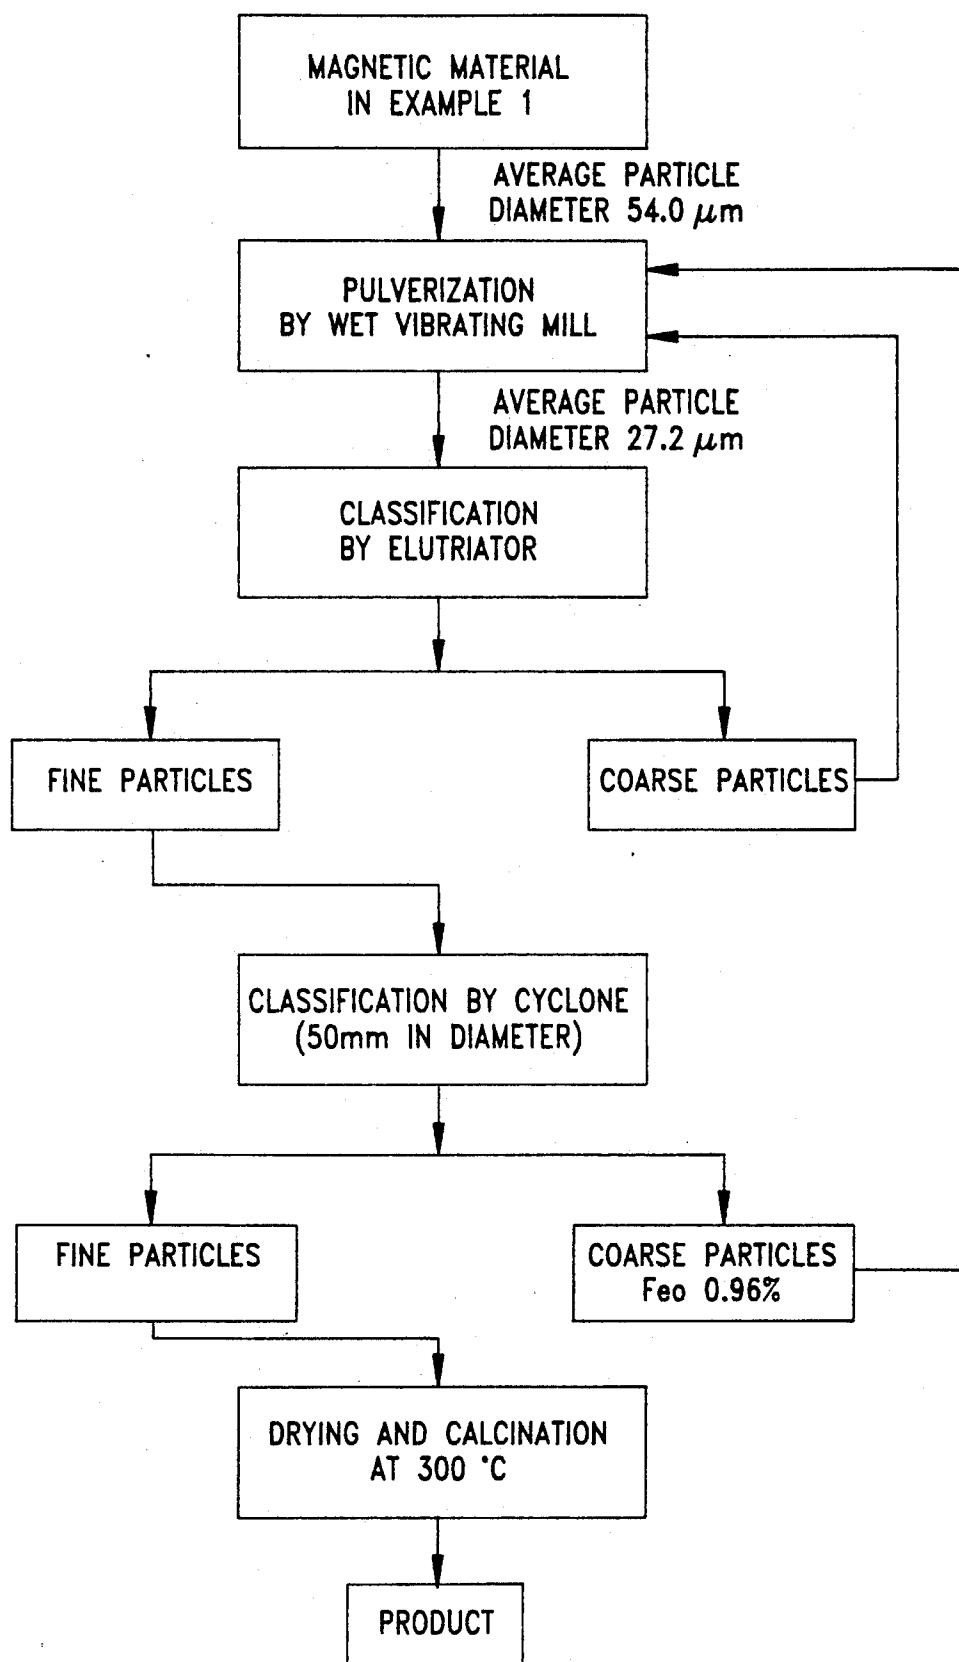 MAGNETIC MATERIAL
IN EXAMPLE 1
AVERAGE PARTICLE
DIAMETER 54.0 μm
PULVERIZATION
BY WET VIBRATING MILL
AVERAGE PARTICLE
DIAMETER 27.2 μm
CLASSIFICATION
BY ELUTRIATOR
FINE PARTICLES
COARSE PARTICLES
CLASSIFICATION BY CYCLONE
(50mm IN DIAMETER)
FINE PARTICLES
COARSE PARTICLES
Feo 0.96%
DRYING AND CALCINATION
AT 300 °C
PRODUCT